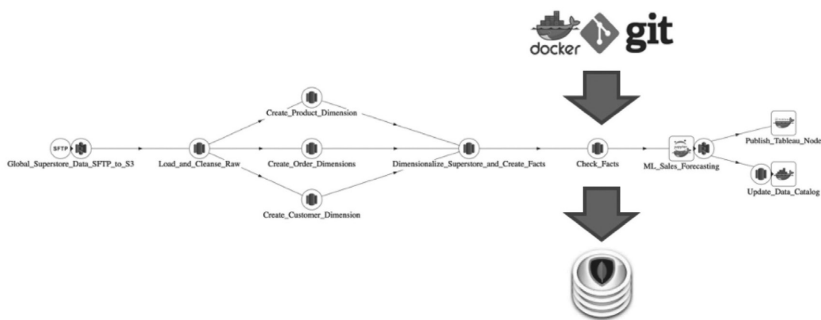 docker
git
Create_Product_Dimension
SFTP
Global_Superstore_Data_SFTP_to_S3
Load_and_Cleanse_Raw
Create_Order_Dimensions
Dimensionalize_Superstore_and_Create_Facts
Check_Facts
ML_Sales_Forecasting
Publish_Tableau_Node
Update_Data_Catalog
Create_Customer_Dimension